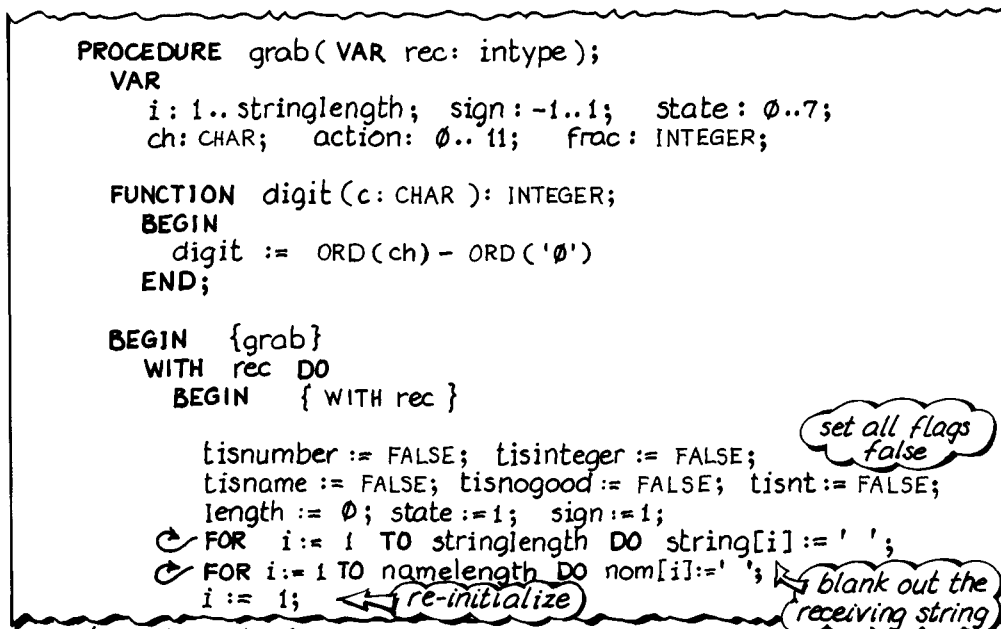 PROCEDURE grab( VAR rec: intype );
VAR
i: 1.. stringlength; sign: -1..1; state: Ø..7;
ch: CHAR; action: Ø.. 11; frac: INTEGER;
FUNCTION digit(c: CHAR ): INTEGER;
BEGIN
digit := ORD(ch) - ORD('Ø')
END;
BEGIN {grab}
WITH rec DO
BEGIN { WITH rec }
set all flags
false
tisnumber := FALSE; tisinteger := FALSE;
tisname := FALSE; tisnogood := FALSE; tisnt := FALSE;
length := Ø; state :=1; sign :=1;
FOR i := 1 TO stringlength DO string[i] := ' ';
FOR i:= 1 TO namelength DO nom[i]:=' ';
i := 1; re-initialize
blank out the
receiving string